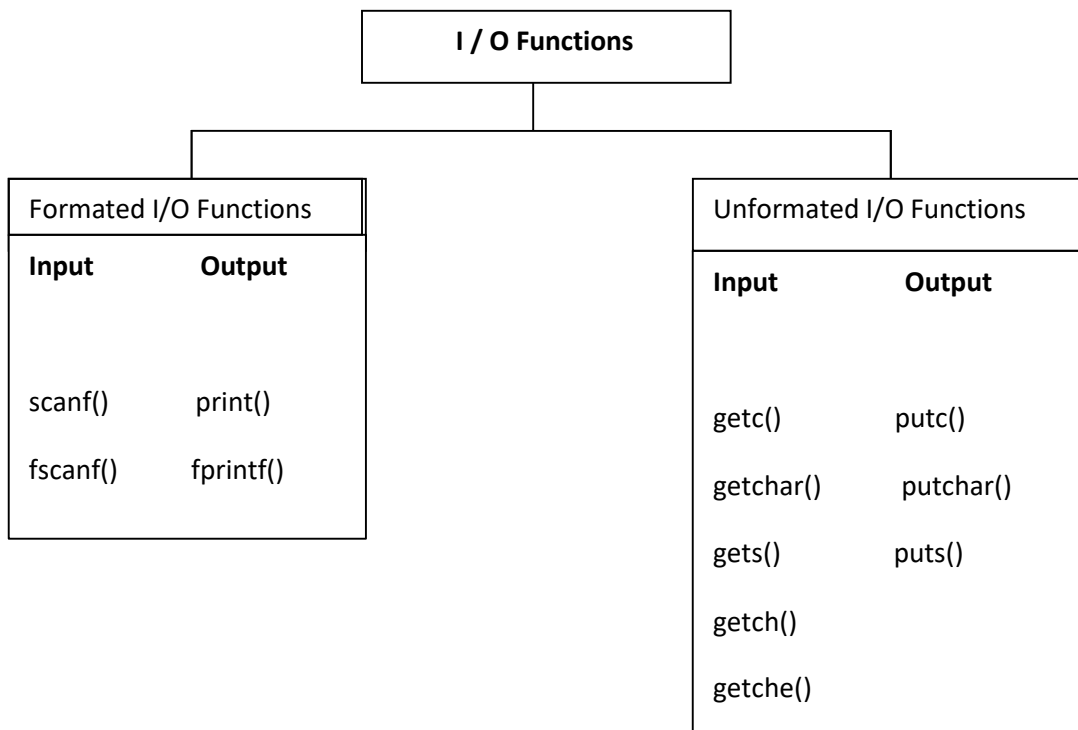 I / O Functions
Formated I/O Functions
Input Output
scanf() print()
fscanf() fprintf()
Unformated I/O Functions
Input Output
getc() putc()
getchar() putchar()
gets() puts()
getch()
getche()